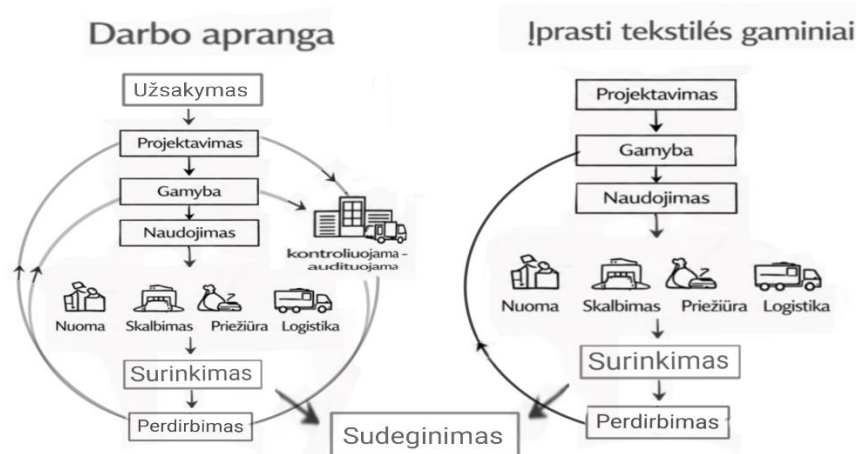 Darbo apranga
Užsakymas
Projektavimas
Gamyba
Naudojimas
kontroliuojama -
audituojama
Nuoma Skalbimas Priežiūra Logistika
Surinkimas
Perdirbimas
Sudeginimas
Įprasti tekstilės gaminiai
Projektavimas
Gamyba
Naudojimas
Nuoma Skalbimas Priežiūra Logistika
Surinkimas
Perdirbimas